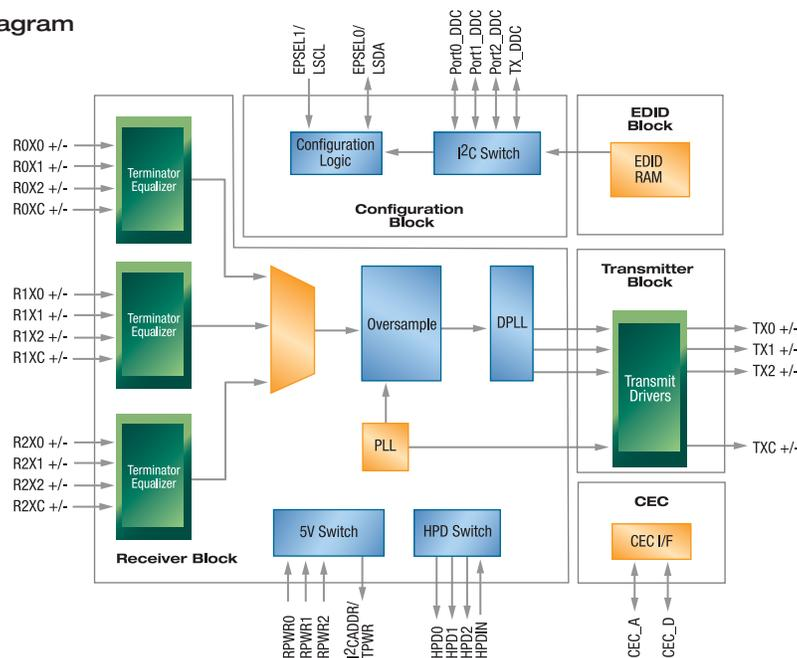 agram
EPSEL1/
LSCL
EPSEL0/
LSDA
Port0_DDC
Port1_DDC
Port2_DDC
TX_DDC
R0X0 +/-
R0X1 +/-
R0X2 +/-
R0XC +/-
Terminator
Equalizer
Configuration
Logic
I²C Switch
Configuration
Block
EDID
Block
EDID
RAM
R1X0 +/-
R1X1 +/-
R1X2 +/-
R1XC +/-
Terminator
Equalizer
Oversample
DPLL
PLL
Transmitter
Block
Transmit
Drivers
TX0 +/-
TX1 +/-
TX2 +/-
TXC +/-
R2X0 +/-
R2X1 +/-
R2X2 +/-
R2XC +/-
Terminator
Equalizer
Receiver Block
5V Switch
HPD Switch
RPWR0
RPWR1
RPWR2
I²CADDR/
TPWR
HPD0
HPD1
HPD2
HPDIN
CEC
CEC I/F
CEC_A
CEC_D